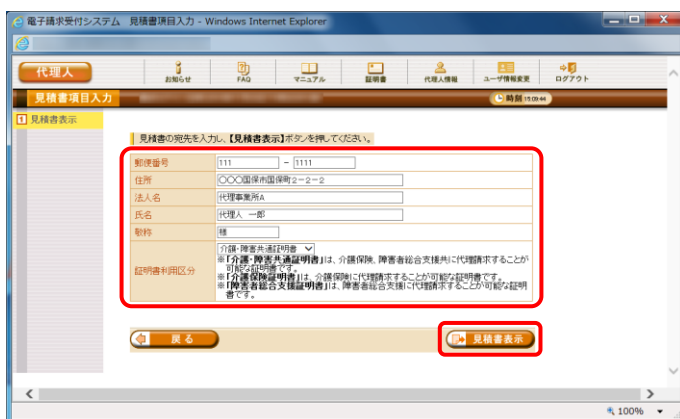 電子請求受付システム 見積書項目入力 - Windows Internet Explorer
代理人
お知らせ FAQ マニュアル 証明書 代理人情報 ユーザ情報変更 ログアウト
見積書項目入力
時刻 15:09:44
1 見積書表示
見積書の宛先を入力し、【見積書表示】ボタンを押してください。
郵便番号 111 - 1111
住所 〇〇〇国保市国保町2-2-2
法人名 代理事業所A
氏名 代理人 一郎
敬称 様
証明書利用区分 介護・障害共通証明書
※「介護・障害共通証明書」は、介護保険、障害者総合支援共に代理請求することが
可能な証明書です。
※「介護保険証明書」は、介護保険に代理請求することが可能な証明書です。
※「障害者総合支援証明書」は、障害者総合支援に代理請求することが可能な証明
書です。
戻る 見積書表示
100%